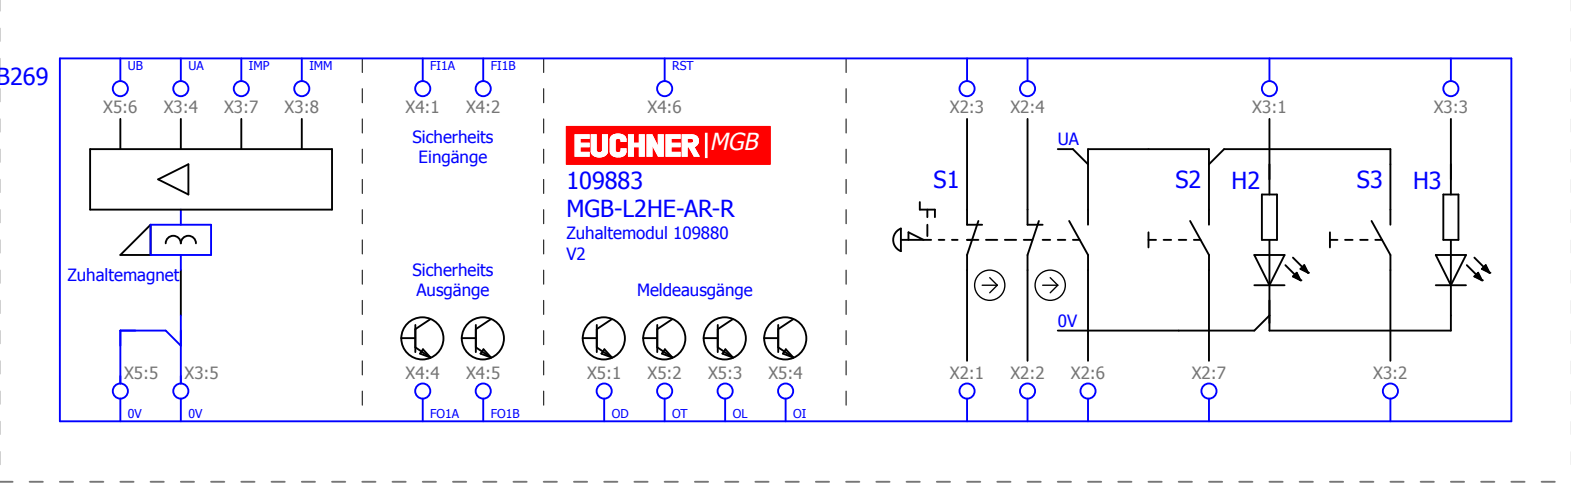 B269
UB UA IMP IMM FI1A FI1B RST
X5:6 X3:4 X3:7 X3:8 X4:1 X4:2 X4:6 X2:3 X2:4 X3:1 X3:3
Sicherheits
Eingänge
EUCHNER|MGB
109883
MGB-L2HE-AR-R
Zuhaltemodul 109880
V2
UA
S1 S2 H2 S3 H3
Zuhaltemagnet
Sicherheits
Ausgänge
Meldeausgänge
0V
X5:5 X3:5 X4:4 X4:5 X5:1 X5:2 X5:3 X5:4 X2:1 X2:2 X2:6 X2:7 X3:2
0V 0V FO1A FO1B OD OT OL OI